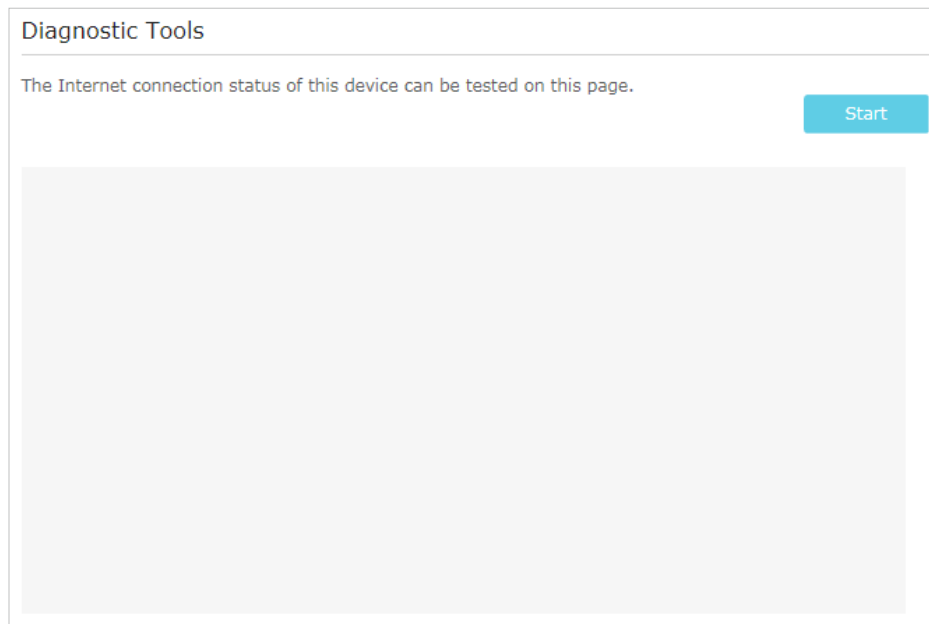 Diagnostic Tools
The Internet connection status of this device can be tested on this page.
Start